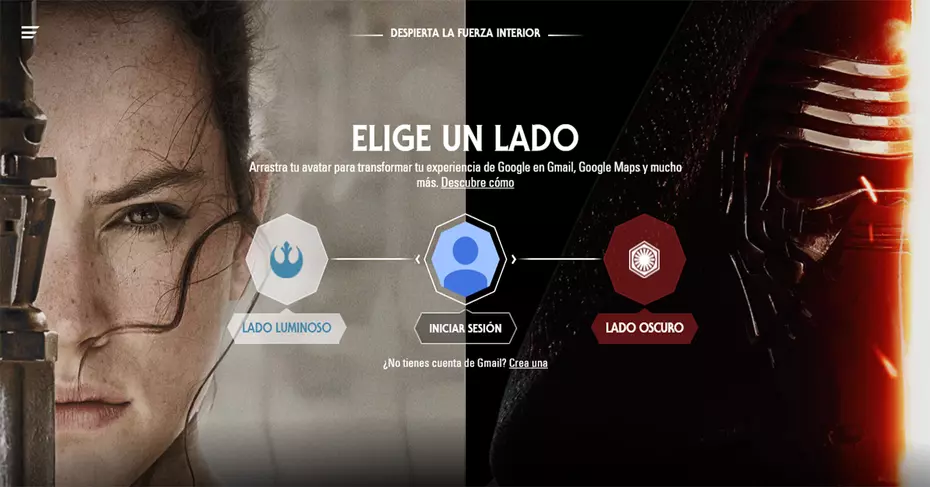 DESPIERTA LA FUERZA INTERIOR
ELIGE UN LADO
Arrastra tu avatar para transformar tu experiencia de Google en Gmail, Google Maps y mucho
más. Descubre cómo
LADO LUMINOSO
INICIAR SESIÓN
LADO OSCURO
¿No tienes cuenta de Gmail? Crea una